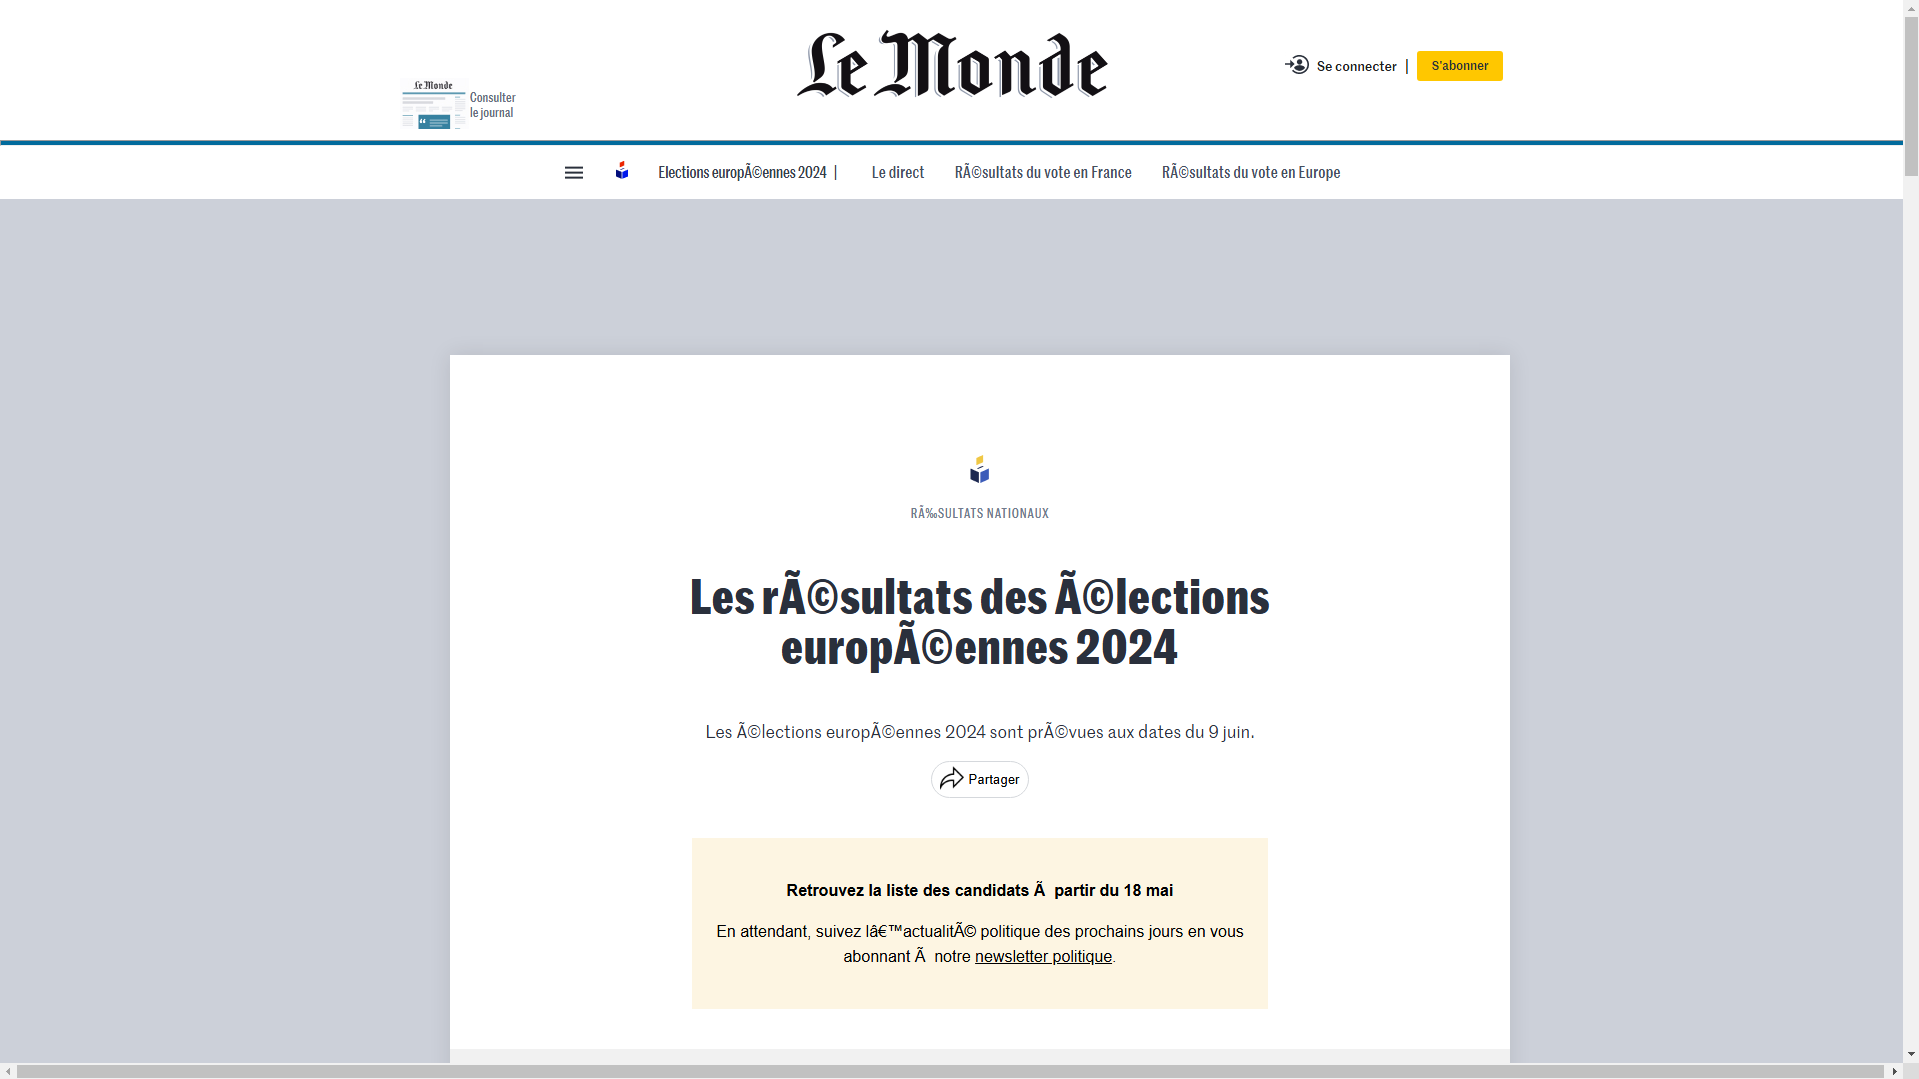 Le Monde
Se connecter | S'abonner
Le Monde
Consulter
le journal
Elections europÃ©ennes 2024 |
Le direct
RÃ©sultats du vote en France
RÃ©sultats du vote en Europe
RÃ‰SULTATS NATIONAUX
Les rÃ©sultats des Ã©lections
europÃ©ennes 2024
Les Ã©lections europÃ©ennes 2024 sont prÃ©vues aux dates du 9 juin.
Partager
Retrouvez la liste des candidats Ã  partir du 18 mai
En attendant, suivez lâ€™actualitÃ© politique des prochains jours en vous
abonnant Ã  notre newsletter politique.